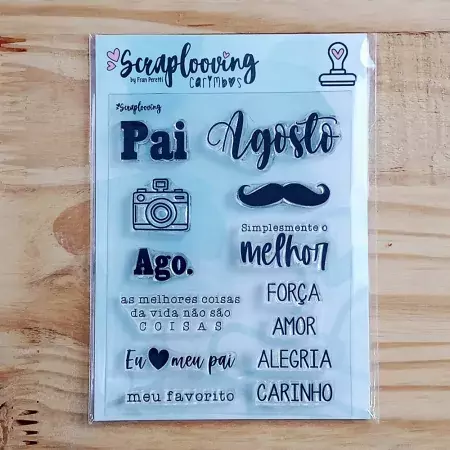 Scraplooving
by Fran Peretti
carimbos
Scraplooving
Pai
Agosto
Ago.
Simplesmente o
melhor
as melhores coisas
da vida não são
COISAS
FORÇA
AMOR
Eu meu pai
ALEGRIA
meu favorito
CARINHO